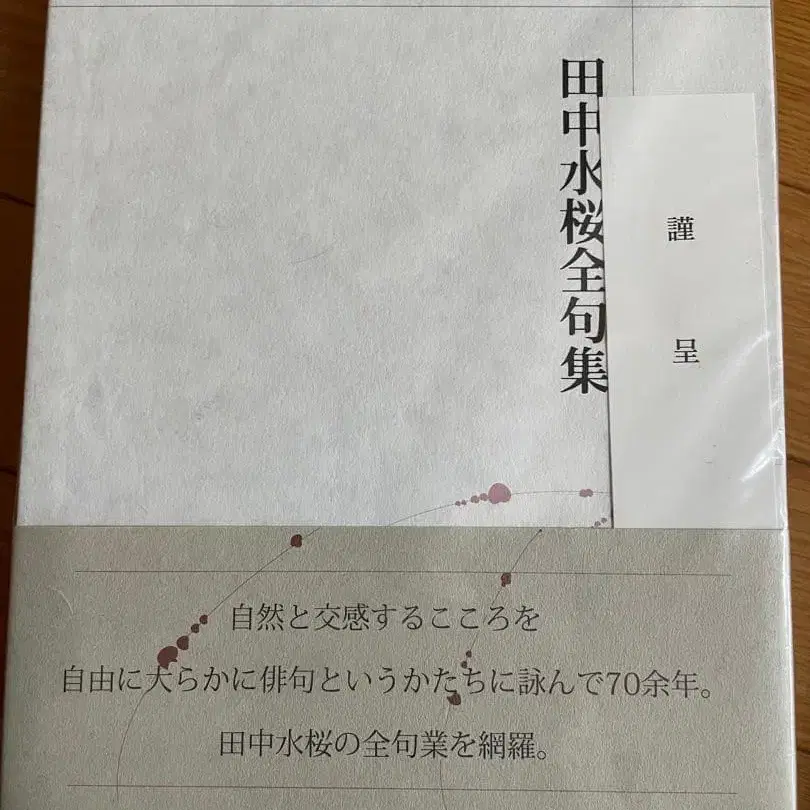 田中水桜全句集
謹呈
自然と交感するこころを
自由に大らかに俳句というかたちに詠んで70余年。
田中水桜の全句業を網羅。